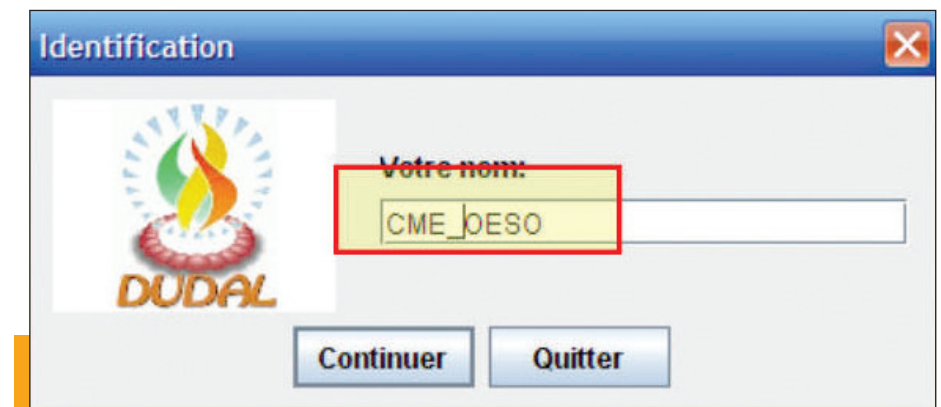 Identification
Votre nom:
CME_OESO
DUDAL
Continuer Quitter